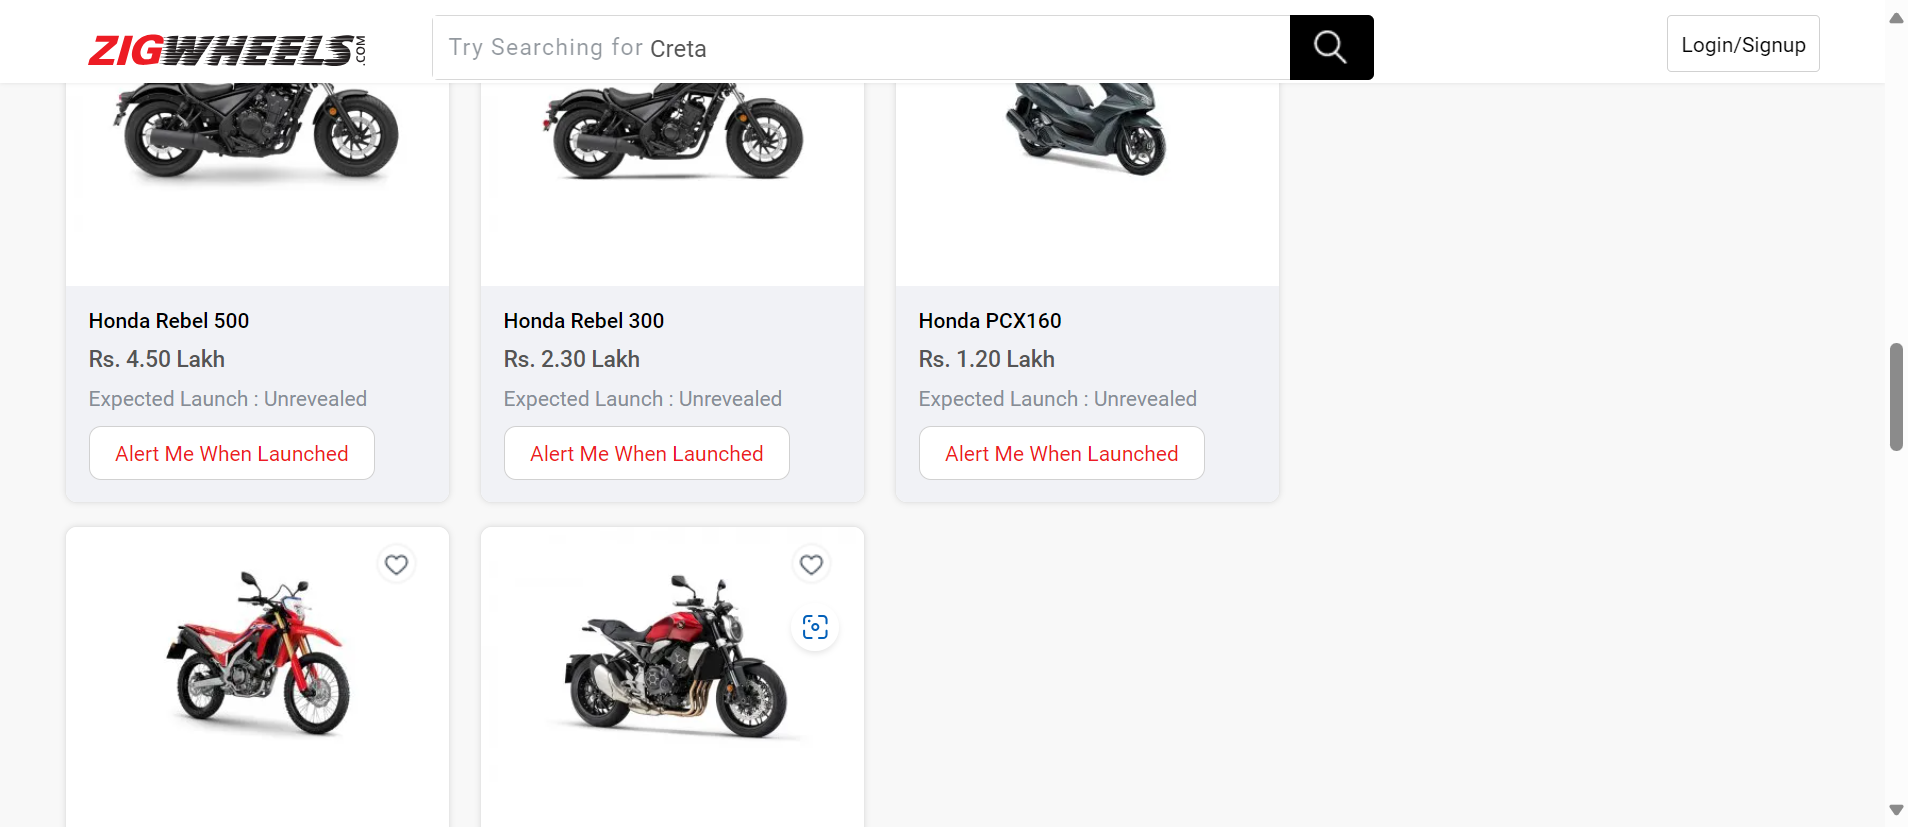 ZIGWHEELS.COM
Try Searching for Creta
Login/Signup
Honda Rebel 500
Rs. 4.50 Lakh
Expected Launch : Unrevealed
Alert Me When Launched
Honda Rebel 300
Rs. 2.30 Lakh
Expected Launch : Unrevealed
Alert Me When Launched
Honda PCX160
Rs. 1.20 Lakh
Expected Launch : Unrevealed
Alert Me When Launched